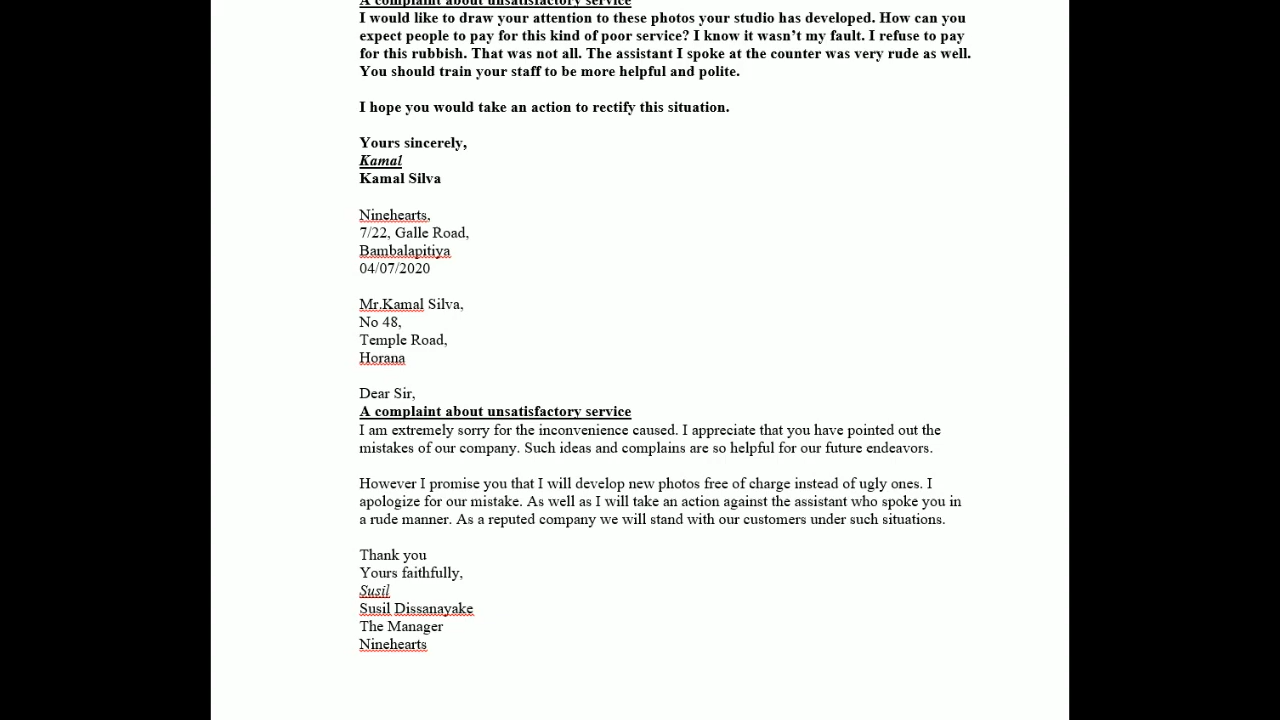 A complaint about unsatisfactory service
I would like to draw your attention to these photos your studio has developed. How can you
expect people to pay for this kind of poor service? I know it wasn't my fault. I refuse to pay
for this rubbish. That was not all. The assistant I spoke at the counter was very rude as well.
You should train your staff to be more helpful and polite.
I hope you would take an action to rectify this situation.
Yours sincerely,
Kamal
Kamal Silva
Ninehearts,
7/22, Galle Road,
Bambalapitiya
04/07/2020
Mr.Kamal Silva,
No 48,
Temple Road,
Horana
Dear Sir,
A complaint about unsatisfactory service
I am extremely sorry for the inconvenience caused. I appreciate that you have pointed out the
mistakes of our company. Such ideas and complains are so helpful for our future endeavors.
However I promise you that I will develop new photos free of charge instead of ugly ones. I
apologize for our mistake. As well as I will take an action against the assistant who spoke you in
a rude manner. As a reputed company we will stand with our customers under such situations.
Thank you
Yours faithfully,
Susil
Susil Dissanayake
The Manager
Ninehearts